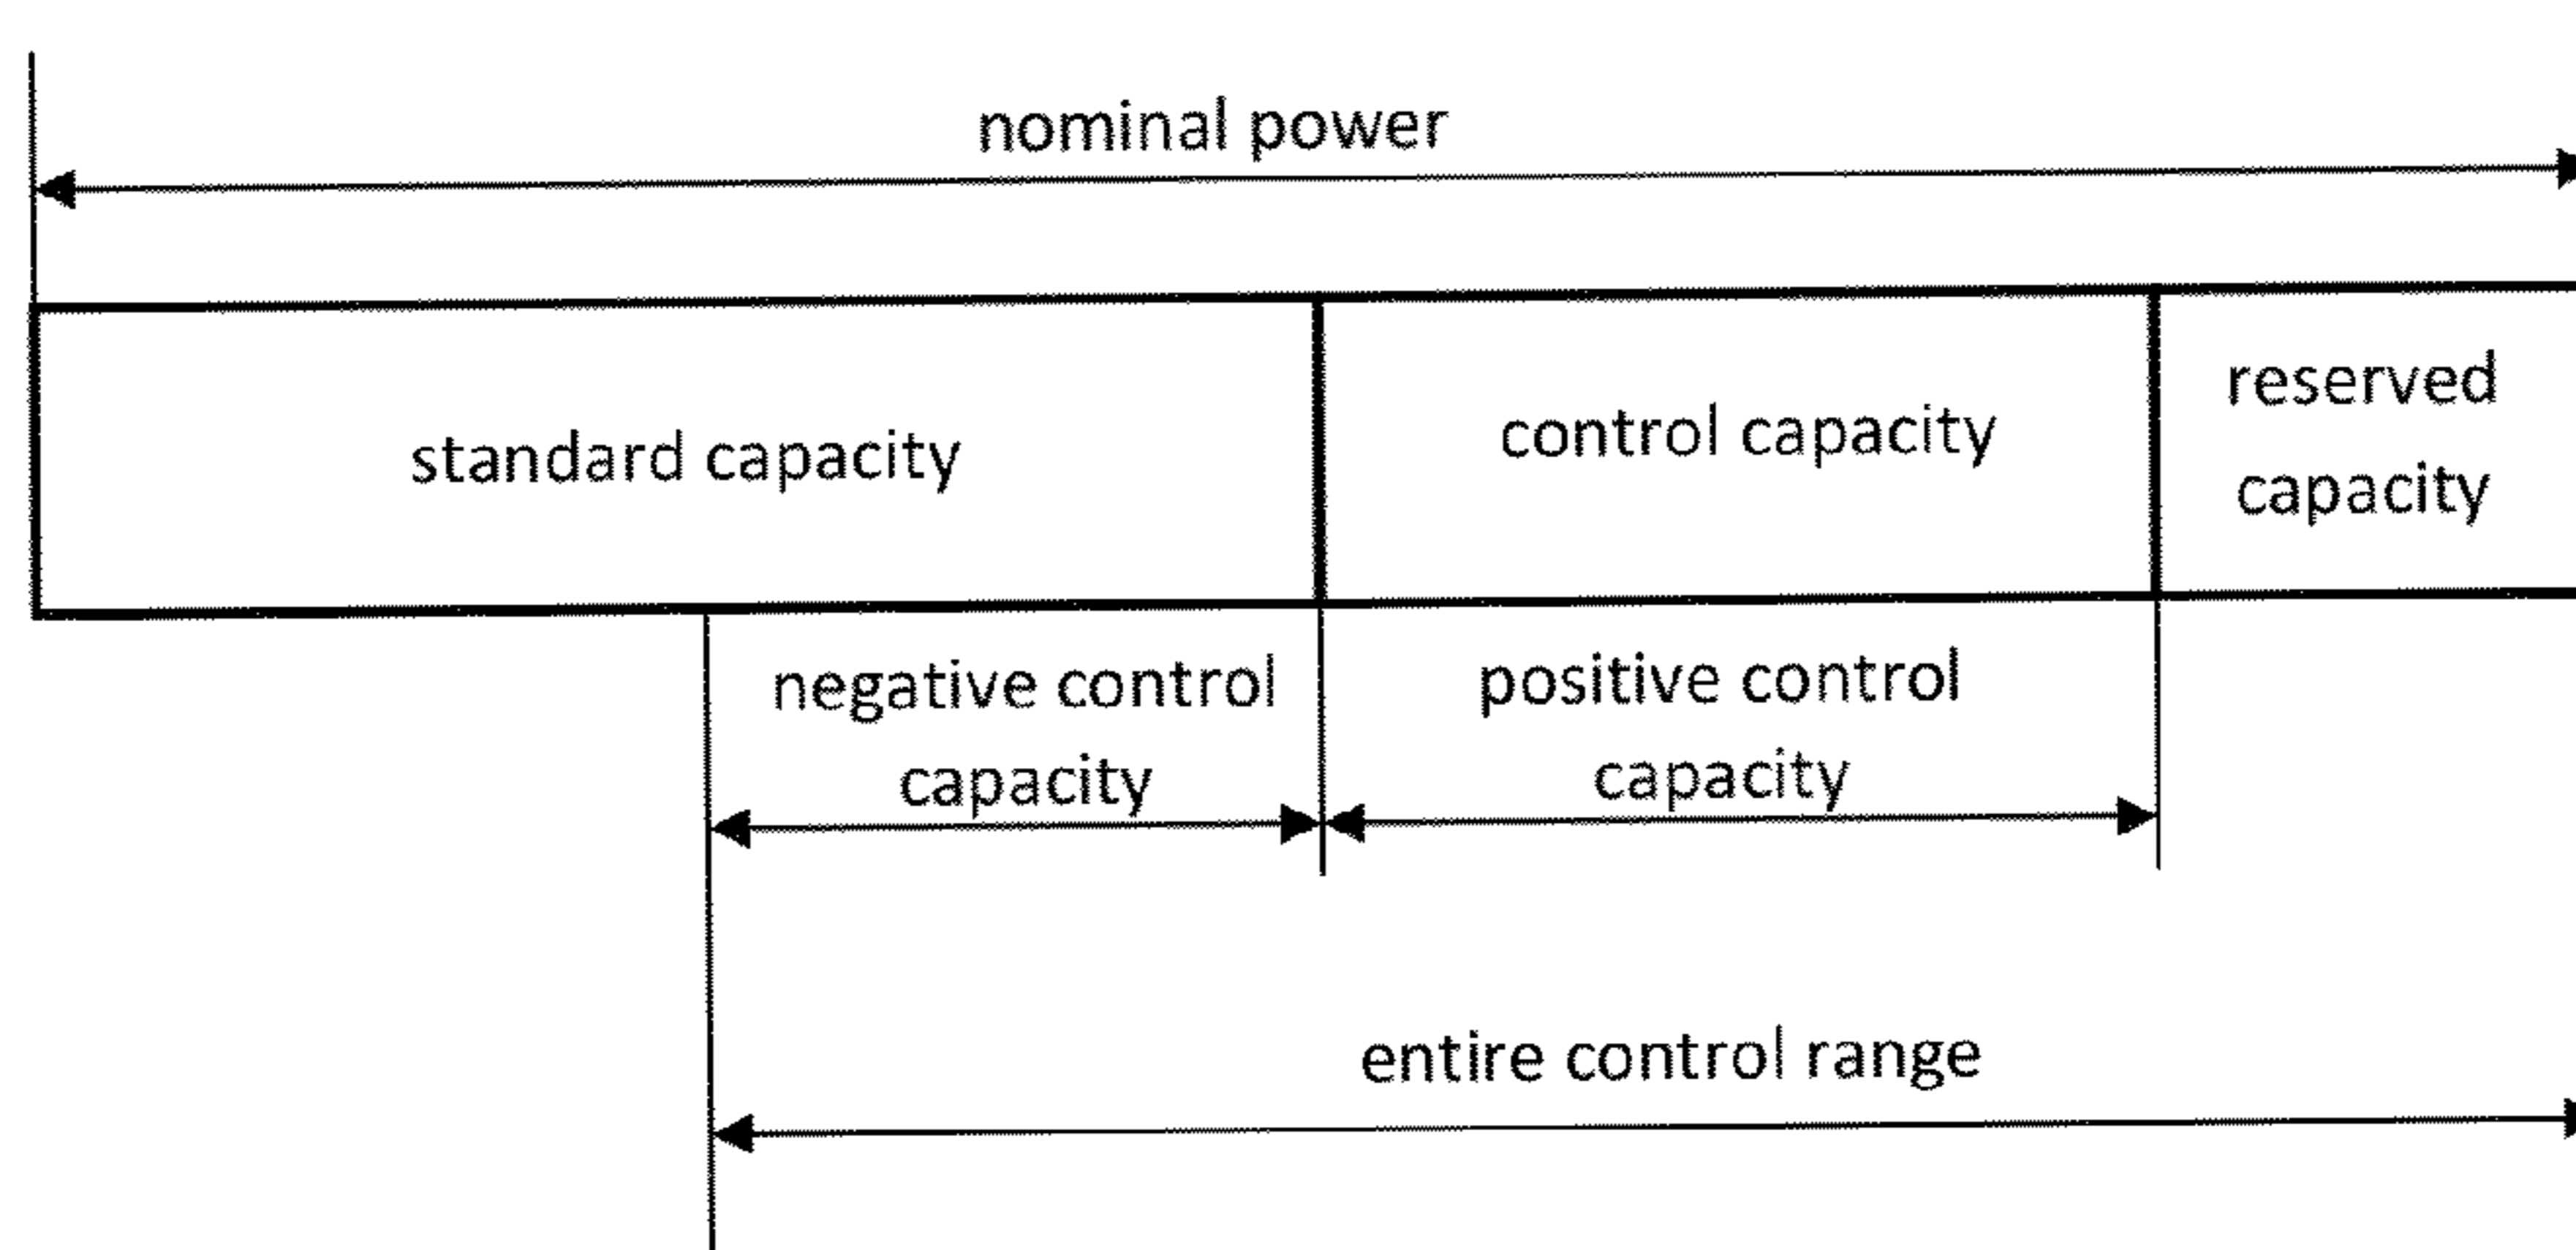 nominal power
standard capacity
control capacity
reserved
capacity
negative control
capacity
positive control
capacity
entire control range